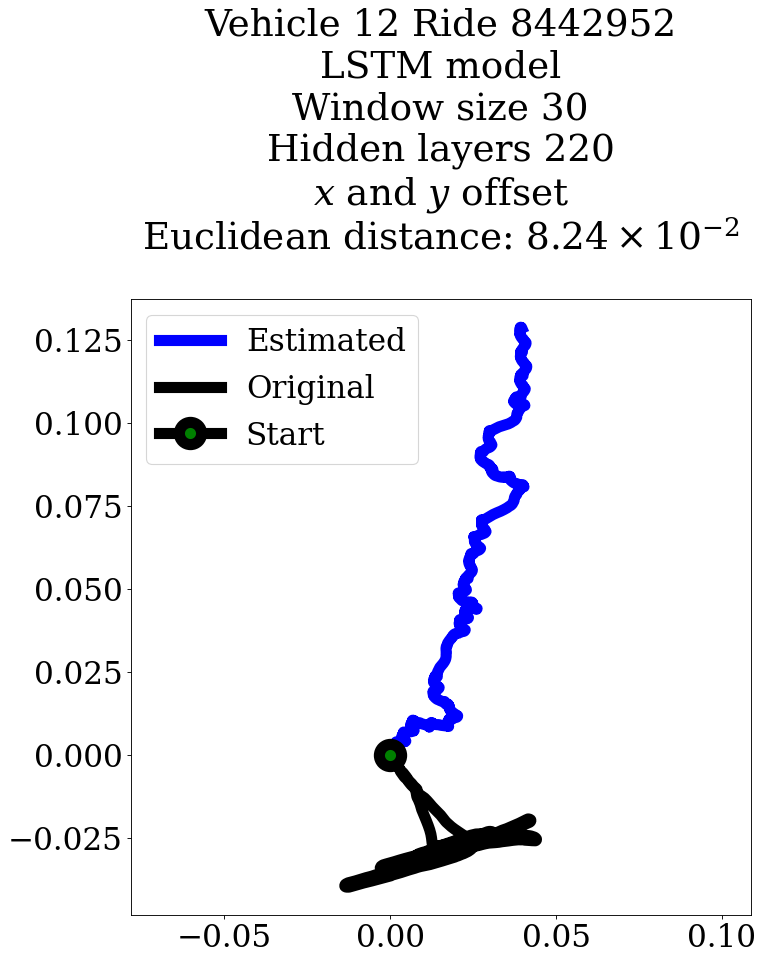 Vehicle 12 Ride 8442952
LSTM model
Window size 30
Hidden layers 220
x and y offset
Euclidean distance: 8.24 × 10⁻²
Estimated
Original
Start
0.125
0.100
0.075
0.050
0.025
0.000
−0.025
−0.05 0.00 0.05 0.10